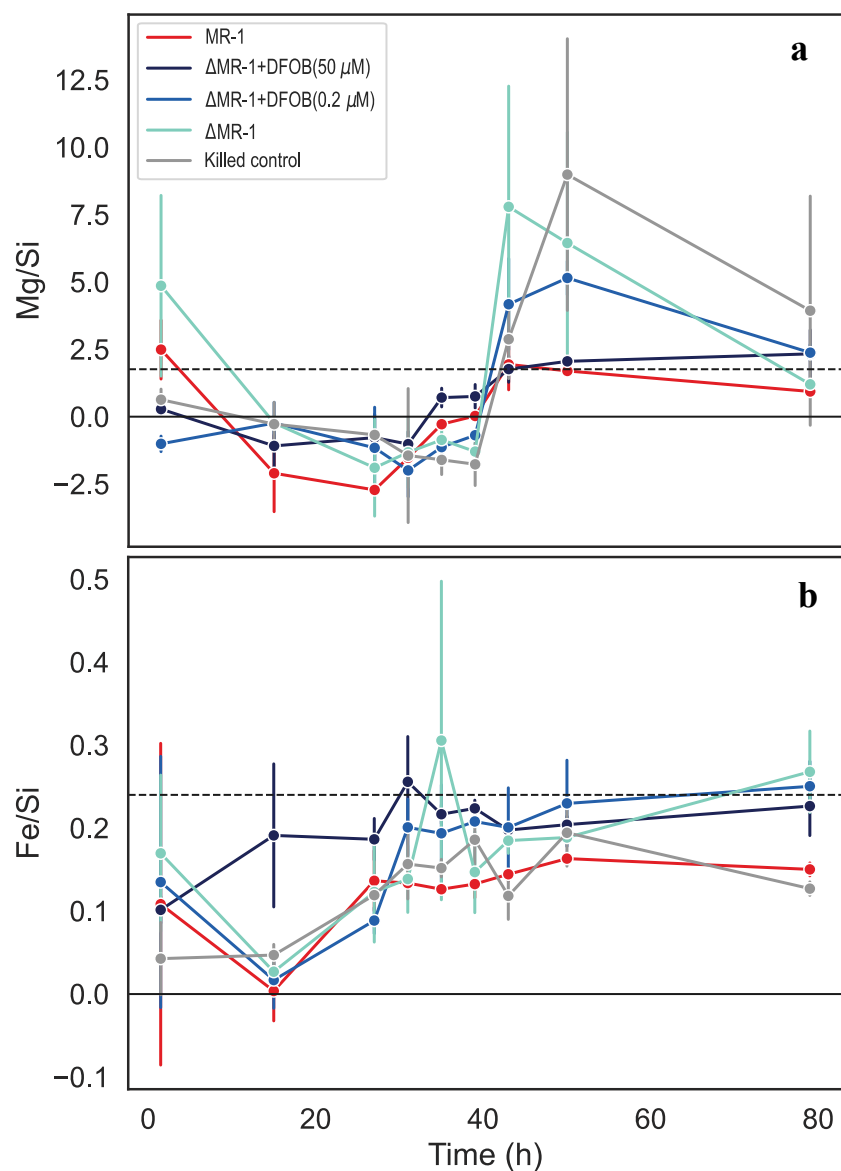 MR-1
ΔMR-1+DFOB(50 μM)
ΔMR-1+DFOB(0.2 μM)
ΔMR-1
Killed control
a
12.5
10.0
7.5
5.0
2.5
0.0
−2.5
Mg/Si
b
0.5
0.4
0.3
0.2
0.1
0.0
−0.1
Fe/Si
0 20 40 60 80
Time (h)